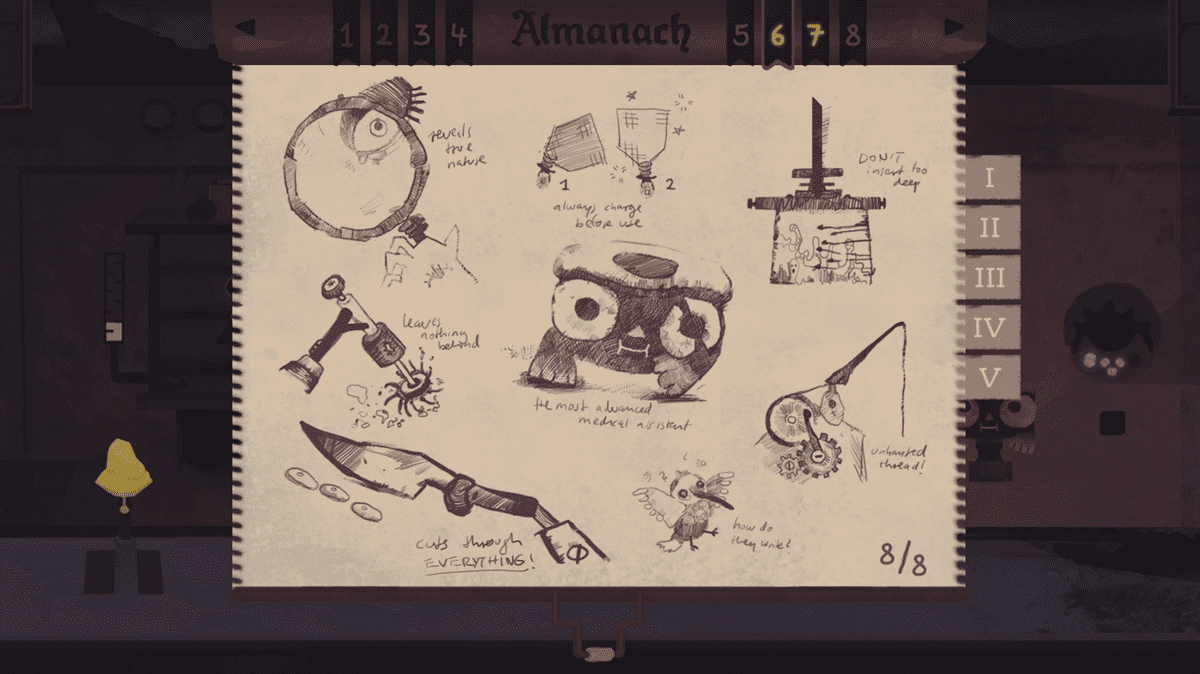 1 2 3 4 Almanach 5 6 7 8
reveals
true
nature
1
2
always charge
before use
DON'T
insert too
deep
I
II
III
IV
V
leaves
nothing
behind
the most advanced
medical assistant
unlimited
thread!
cuts through
EVERYTHING!
how do
they write?
8/8